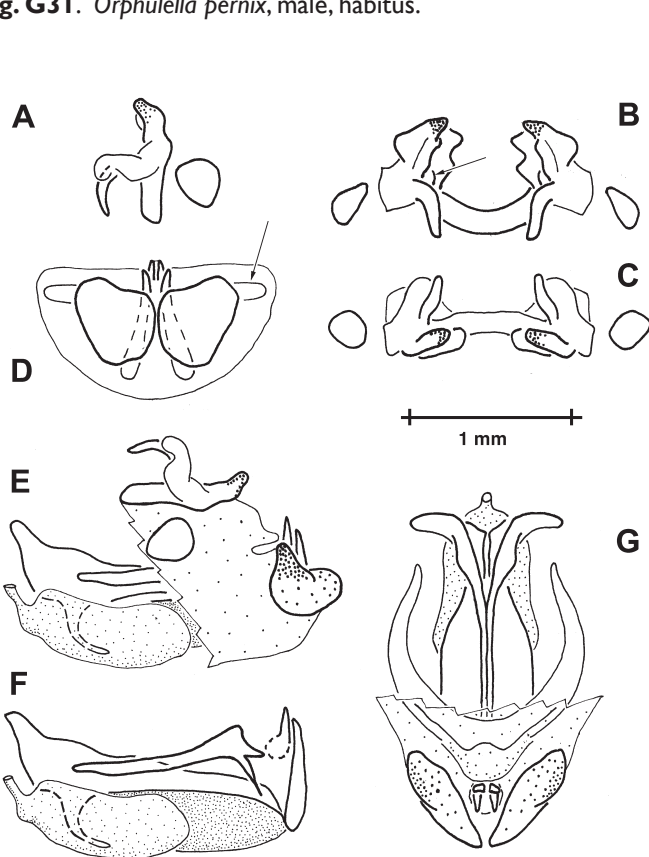 g. G31. Orphulella pernix, male, habitus.
A
B
C
D
1 mm
E
G
F